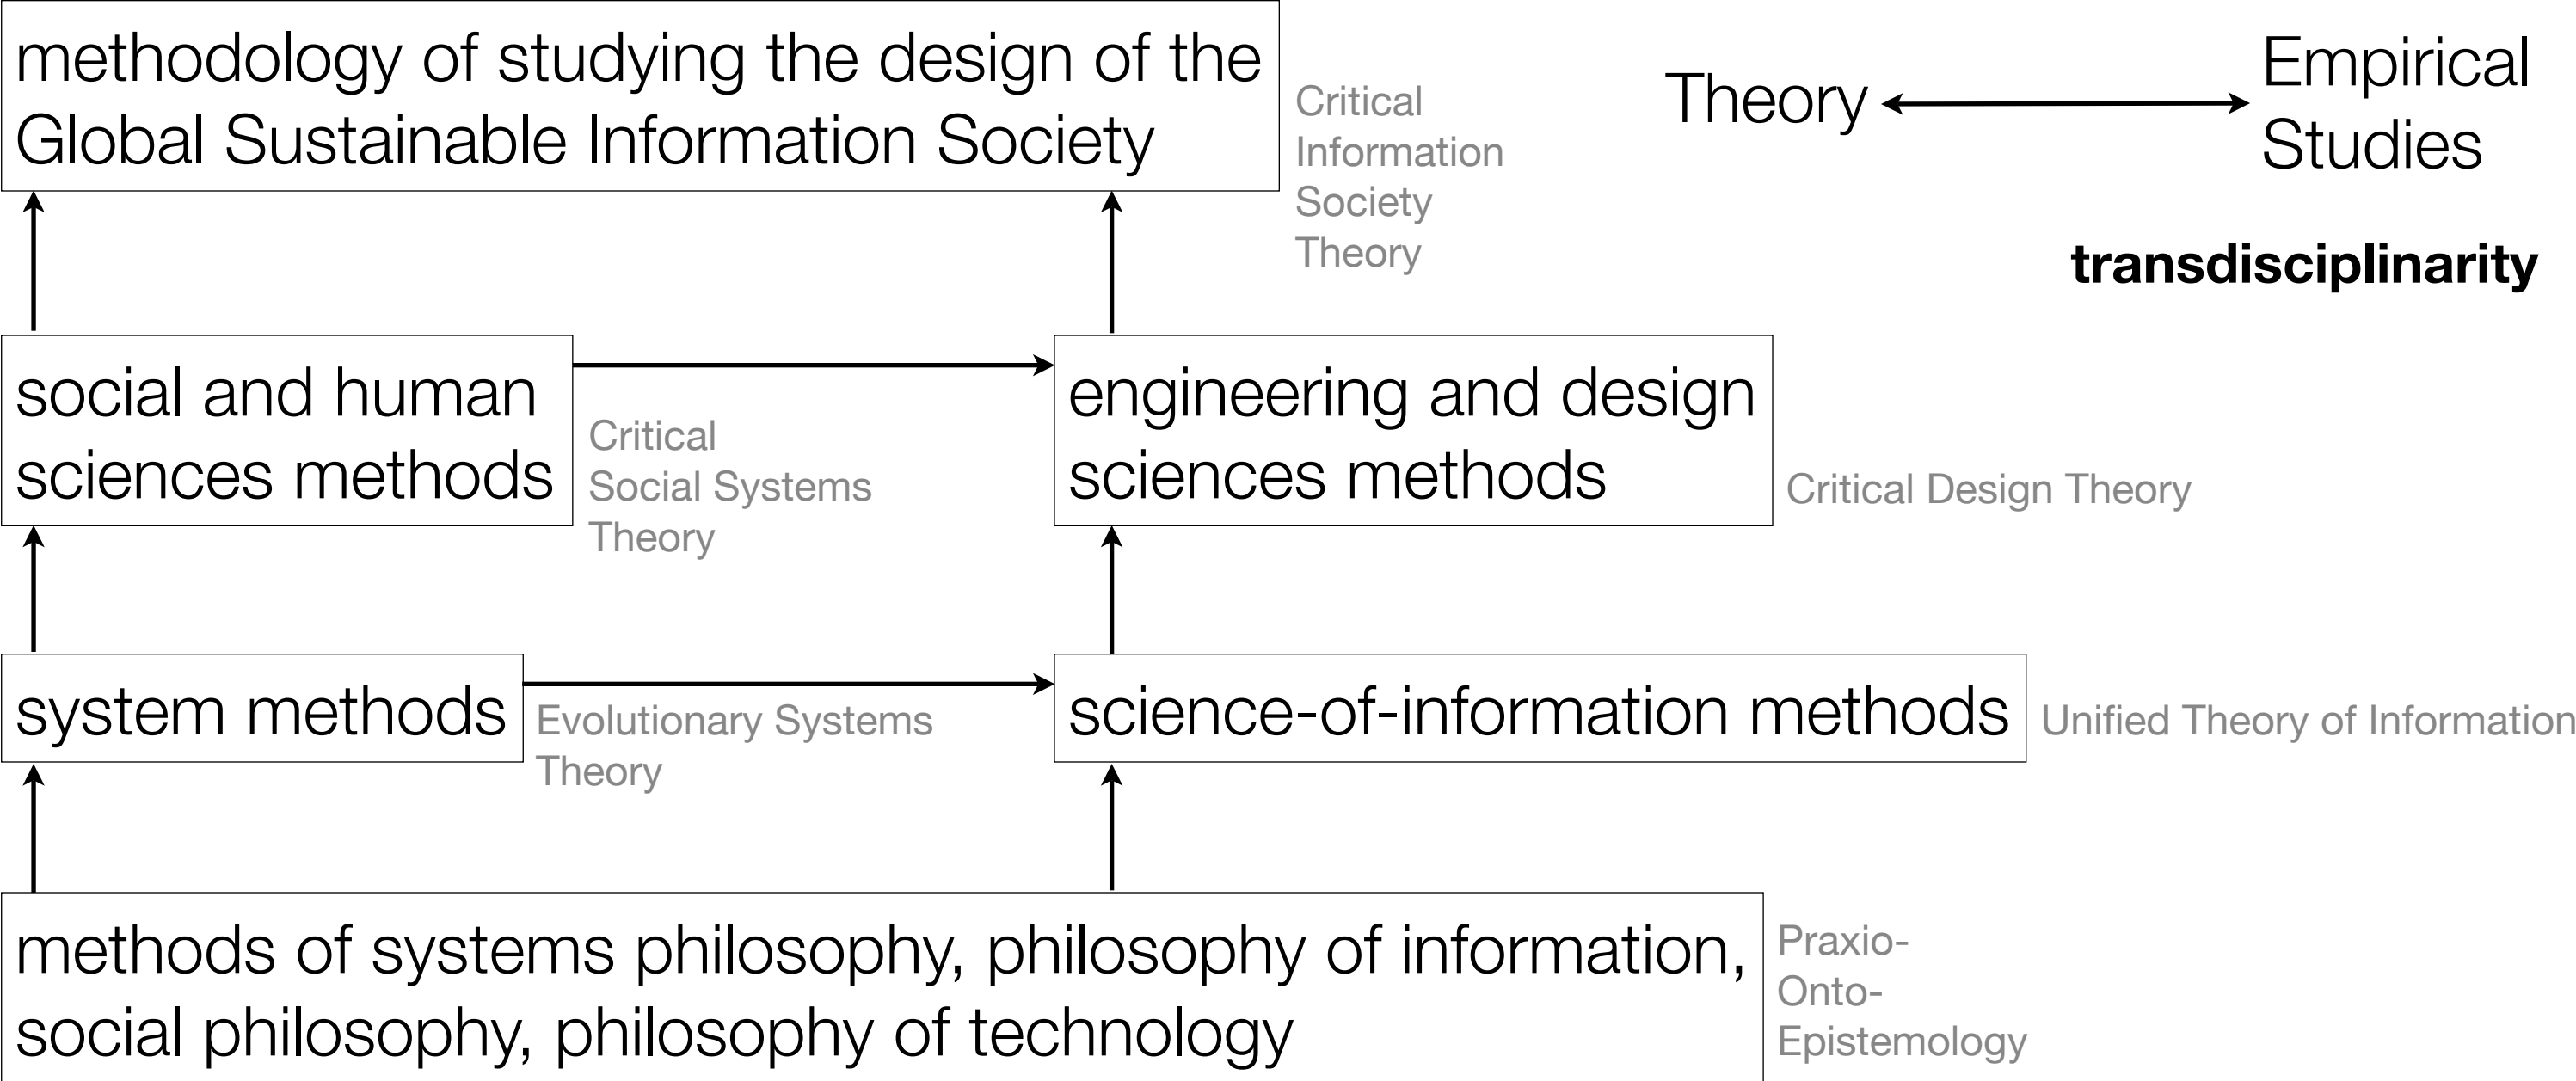 methodology of studying the design of the
Global Sustainable Information Society
Critical
Information
Society
Theory
Theory
Empirical
Studies
transdisciplinarity
social and human
sciences methods
Critical
Social Systems
Theory
engineering and design
sciences methods
Critical Design Theory
system methods
Evolutionary Systems
Theory
science-of-information methods
Unified Theory of Information
methods of systems philosophy, philosophy of information,
social philosophy, philosophy of technology
Praxio-
Onto-
Epistemology